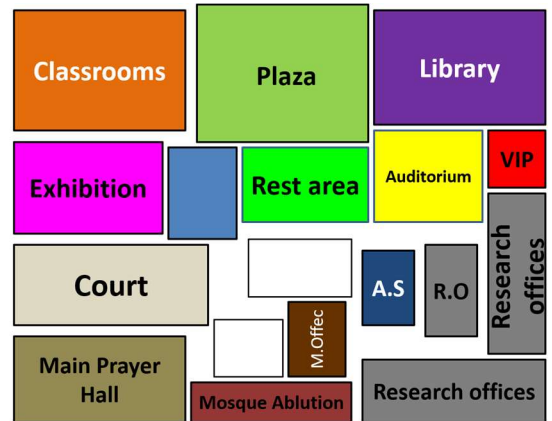 Classrooms
Plaza
Library
Exhibition
Rest area
Auditorium
VIP
Court
A.S
R.O
Research
offices
M.Offec
Main Prayer
Hall
Mosque Ablution
Research offices